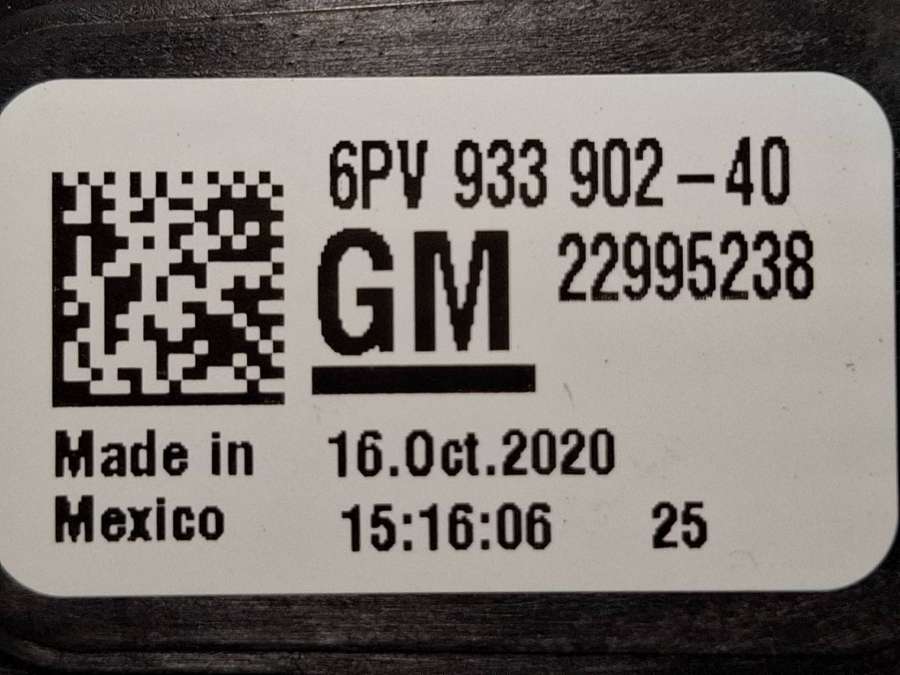 6PV 933 902-40
GM 22995238
Made in 16.Oct.2020
Mexico 15:16:06 25